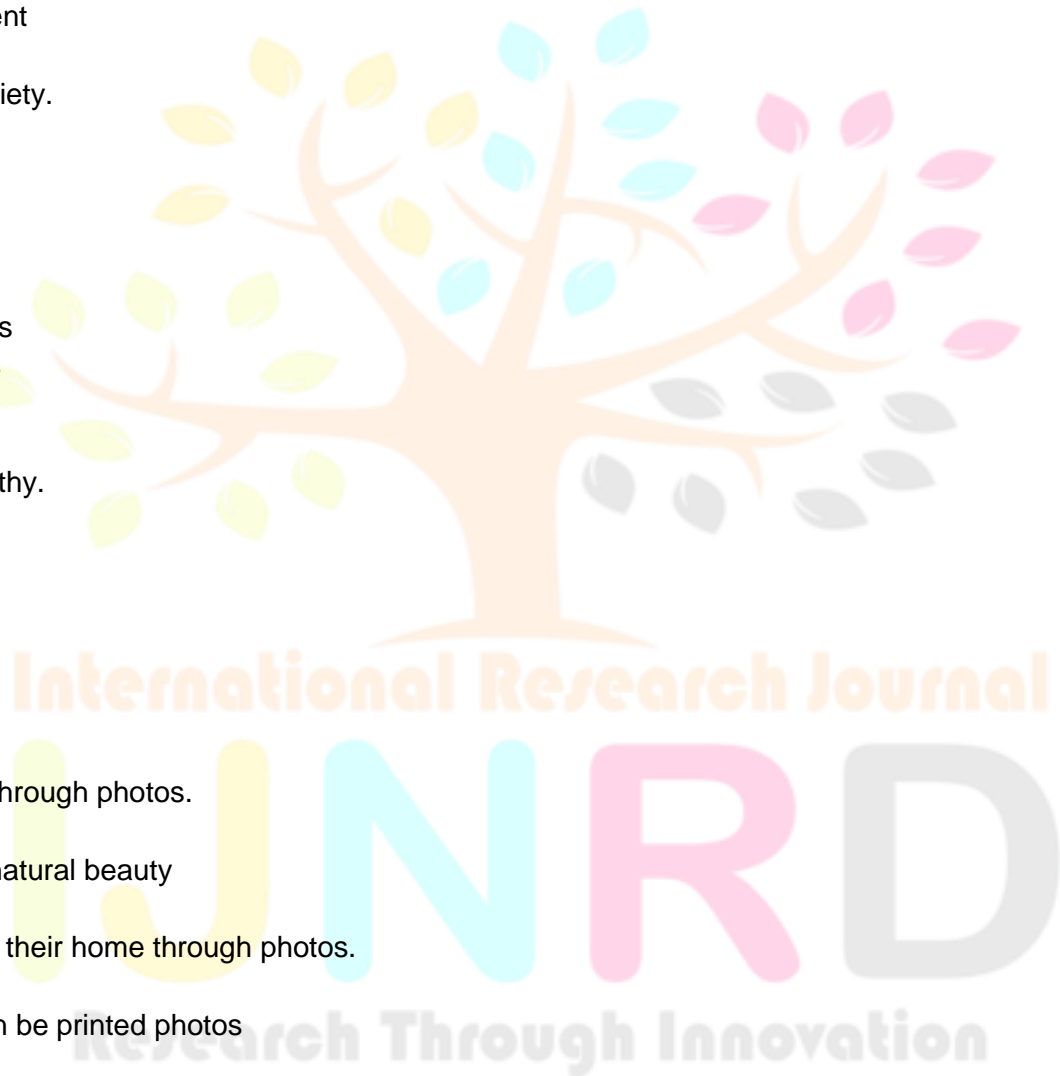 ent
iety.
s
thy.
International Research Journal
hrough photos.
natural beauty
their home through photos.
n be printed photos
IJNRD
Research Through Innovation